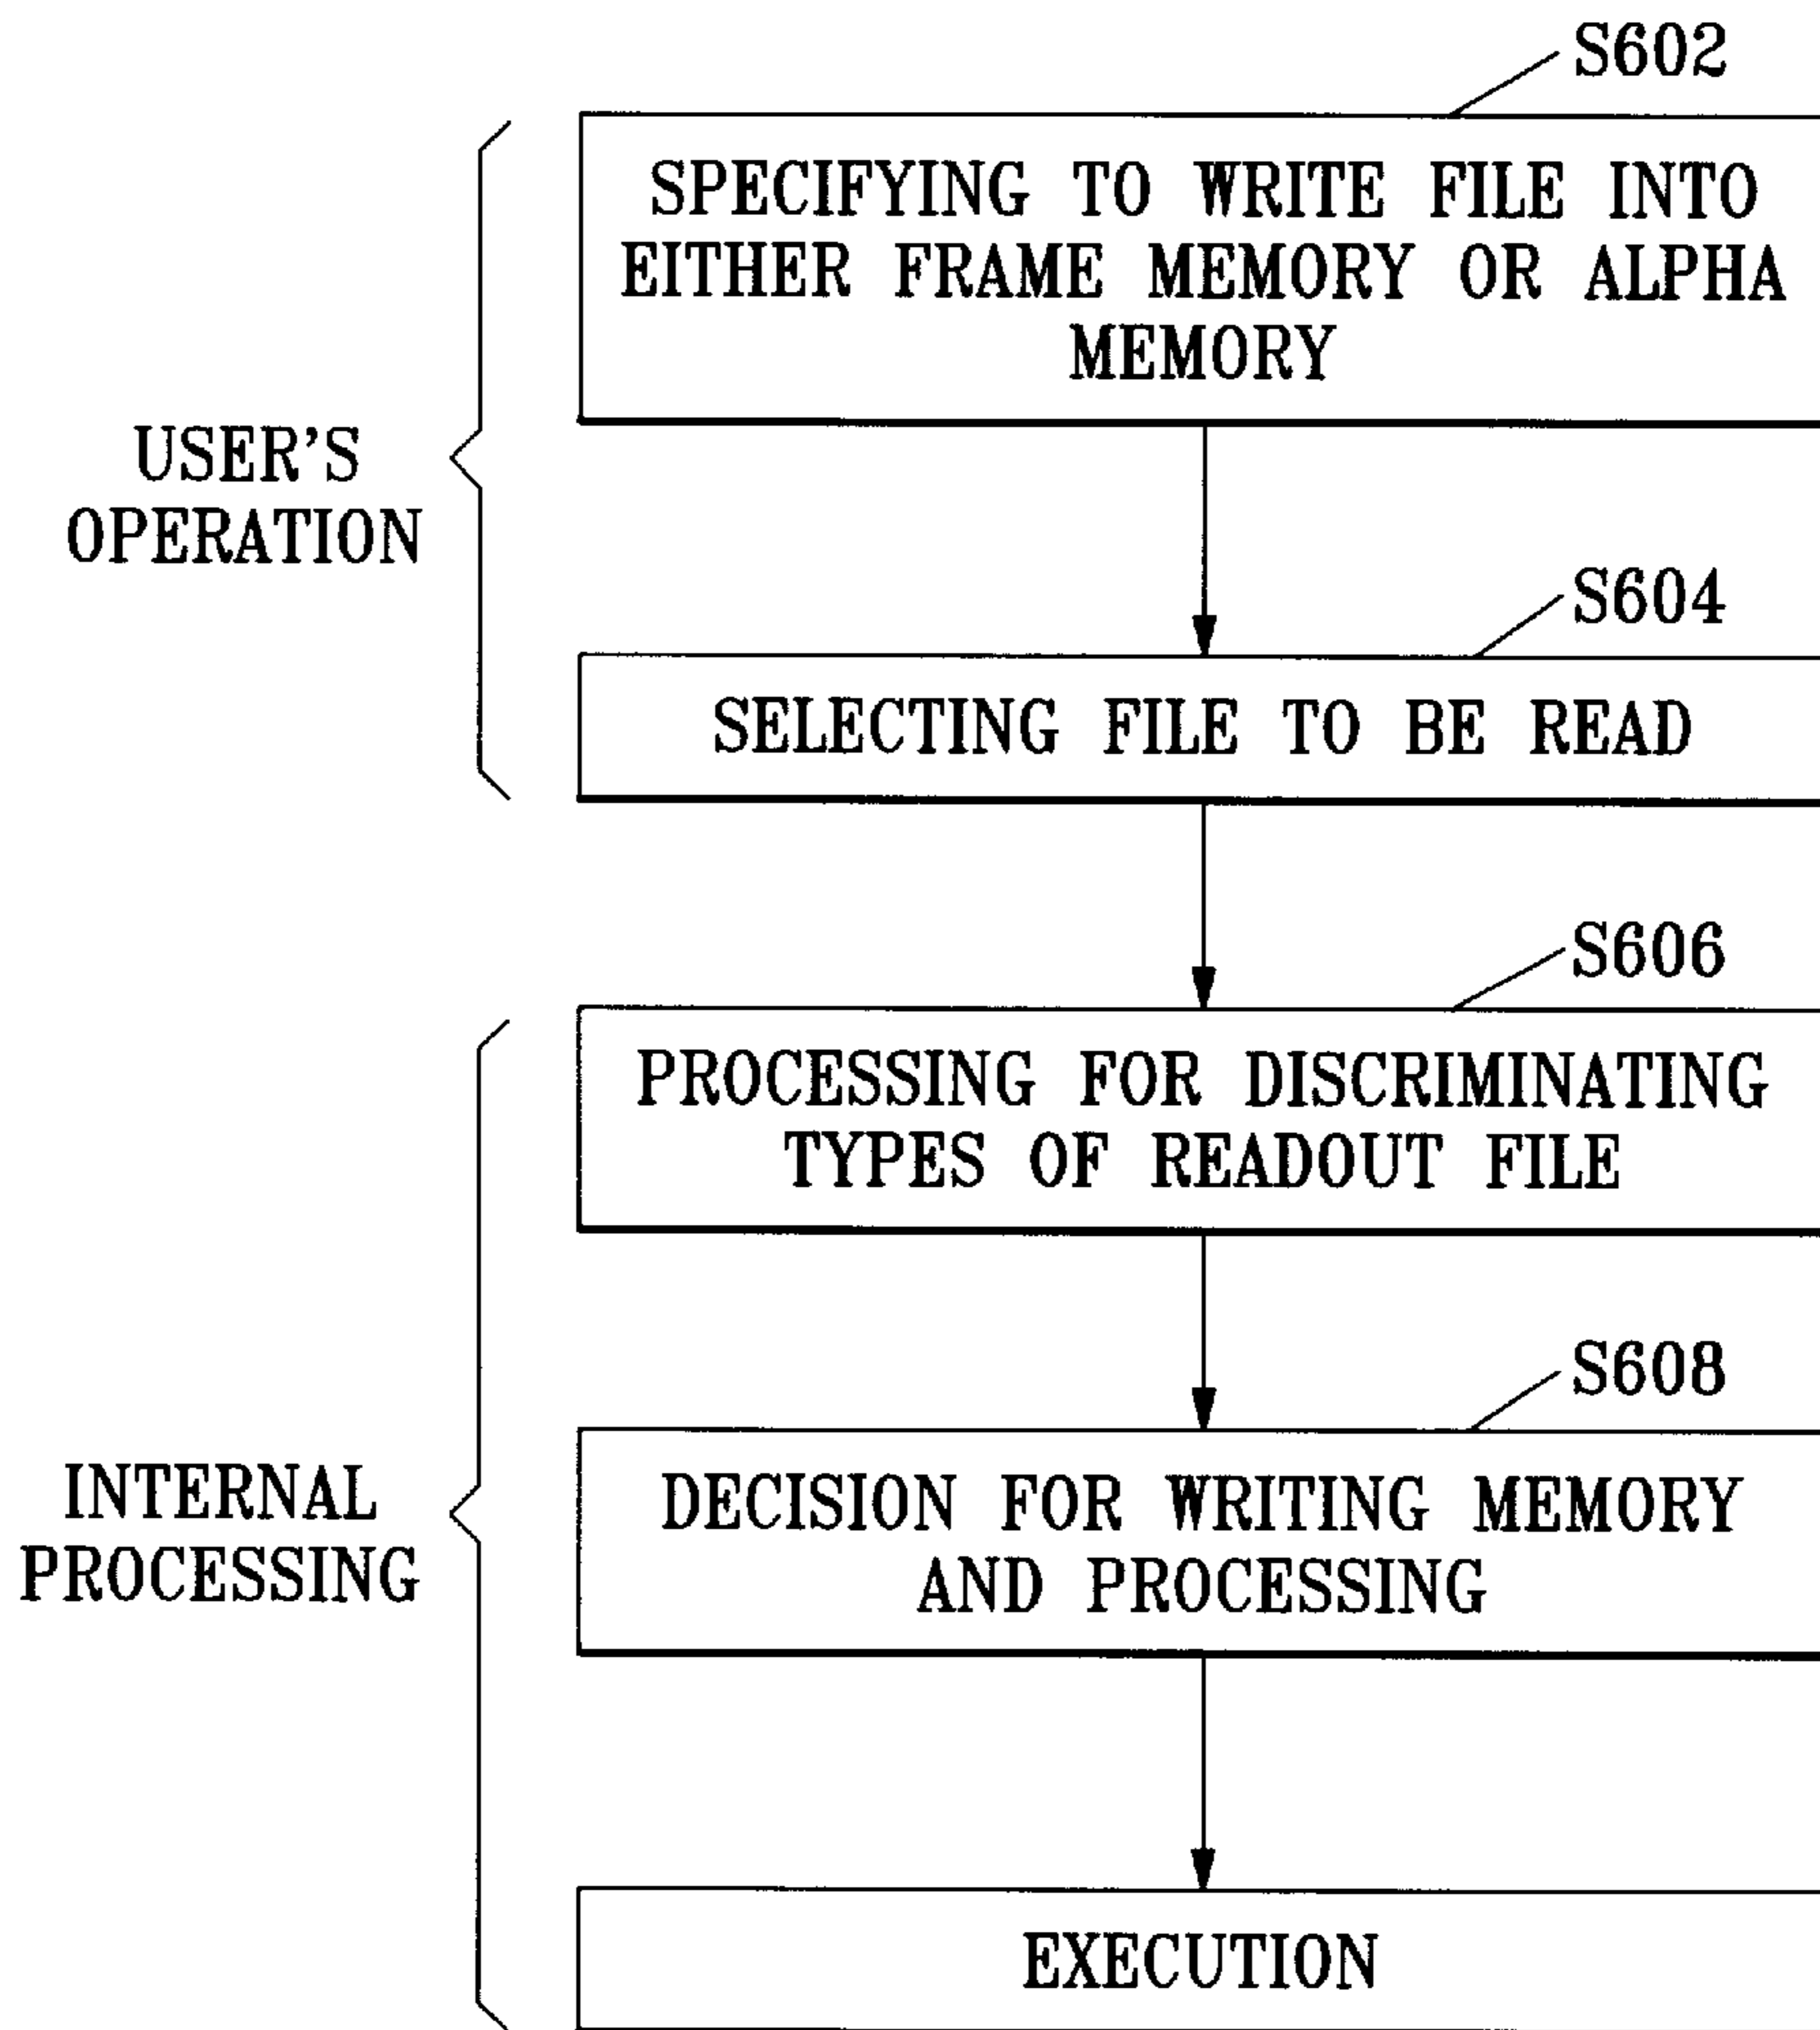 S602
SPECIFYING TO WRITE FILE INTO
EITHER FRAME MEMORY OR ALPHA
MEMORY
USER'S
OPERATION
S604
SELECTING FILE TO BE READ
S606
PROCESSING FOR DISCRIMINATING
TYPES OF READOUT FILE
S608
INTERNAL
PROCESSING
DECISION FOR WRITING MEMORY
AND PROCESSING
EXECUTION